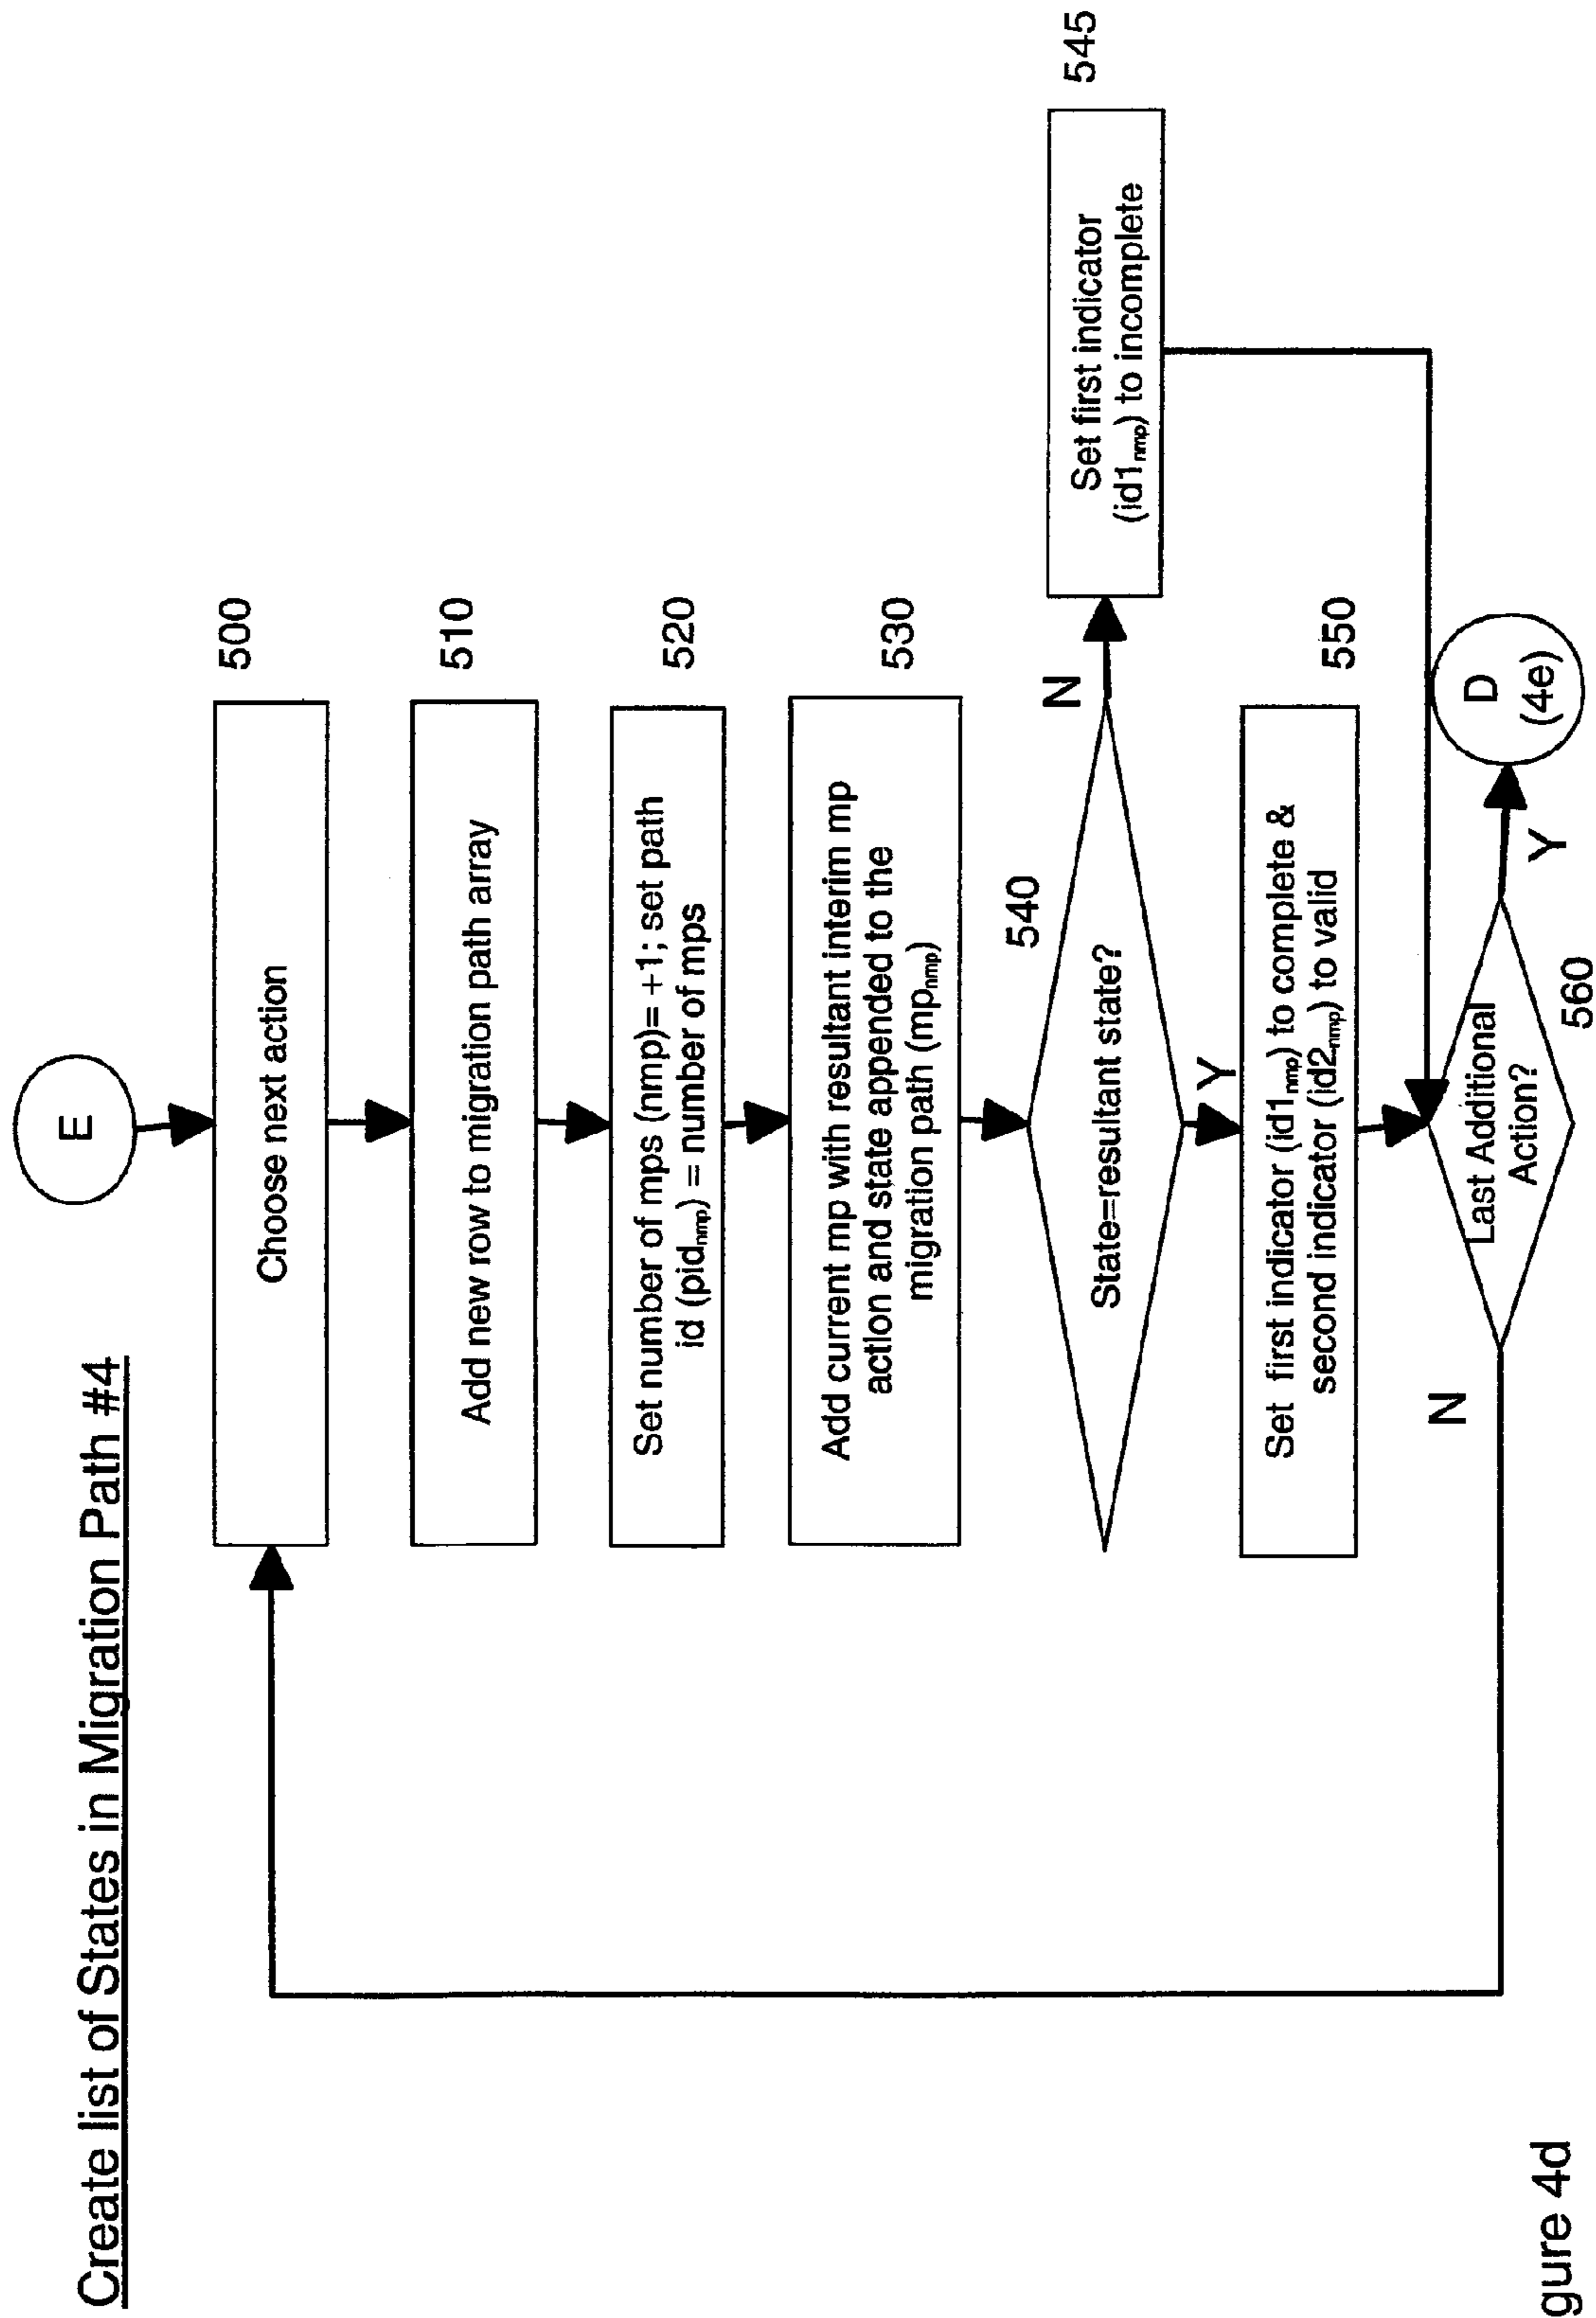 Create list of States in Migration Path #4
E
Choose next action
500
Add new row to migration path array
510
Set number of mps (nmp)= +1; set path
id (pidnmp) = number of mps
520
Add current mp with resultant interim mp
action and state appended to the
migration path (mpnmp)
530
540
State=resultant state?
N
Set first indicator
(id1nmp) to incomplete
545
Y
Set first indicator (id1nmp) to complete &
second indicator (id2nmp) to valid
550
Last Additional
Action?
560
N
Y
D
(4e)
gure 4d